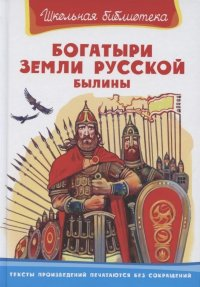 Школьная библиотека
БОГАТЫРИ
ЗЕМЛИ РУССКОЙ
БЫЛИНЫ
ТЕКСТЫ ПРОИЗВЕДЕНИЙ ПЕЧАТАЮТСЯ БЕЗ СОКРАЩЕНИЙ